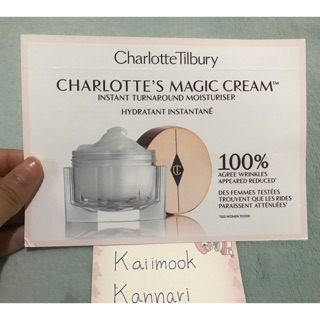 CharlotteTilbury
CHARLOTTE'S MAGIC CREAM™
INSTANT TURNAROUND MOISTURISER
HYDRATANT INSTANTANÉ
100%
AGREE WRINKLES
APPEARED REDUCED*
DES FEMMES TESTÉES
TROUVENT QUE LES RIDES
PARAISSENT ATTÉNUÉES*
Kaiimook
Kannari